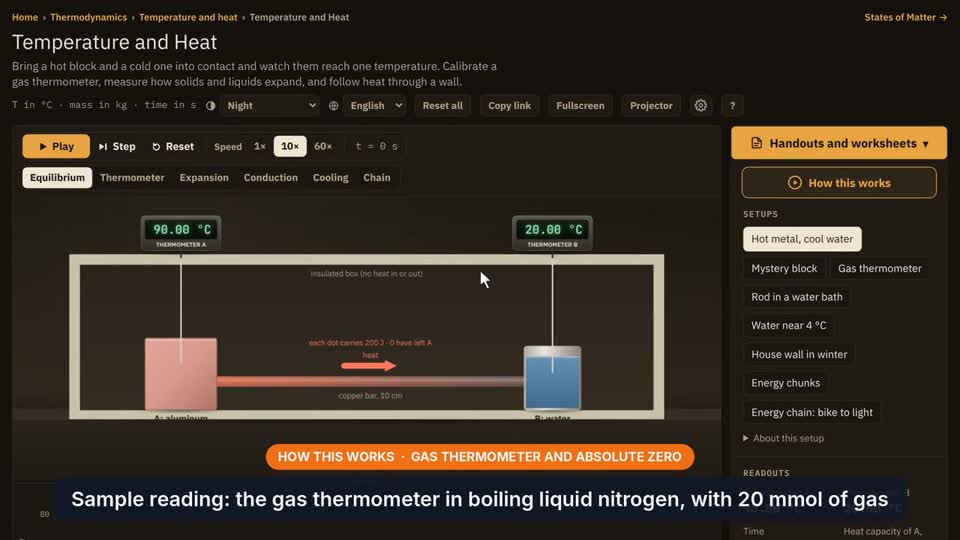 Home › Thermodynamics › Temperature and heat › Temperature and Heat
States of Matter →
Temperature and Heat
Bring a hot block and a cold one into contact and watch them reach one temperature. Calibrate a
gas thermometer, measure how solids and liquids expand, and follow heat through a wall.
T in °C · mass in kg · time in s
Night
English
Reset all
Copy link
Fullscreen
Projector
?
Play
Step
Reset
Speed
1×
10×
60×
t = 0 s
Handouts and worksheets ▾
Equilibrium
Thermometer
Expansion
Conduction
Cooling
Chain
How this works
SETUPS
Hot metal, cool water
Mystery block
Gas thermometer
Rod in a water bath
Water near 4 °C
House wall in winter
Energy chunks
Energy chain: bike to light
About this setup
READOUTS
Time
Heat capacity of A,
90.00 °C
THERMOMETER A
20.00 °C
THERMOMETER B
insulated box (no heat in or out)
each dot carries 200 J · 0 have left A
heat
copper bar, 10 cm
A: aluminum
B: water
80
HOW THIS WORKS · GAS THERMOMETER AND ABSOLUTE ZERO
Sample reading: the gas thermometer in boiling liquid nitrogen, with 20 mmol of gas